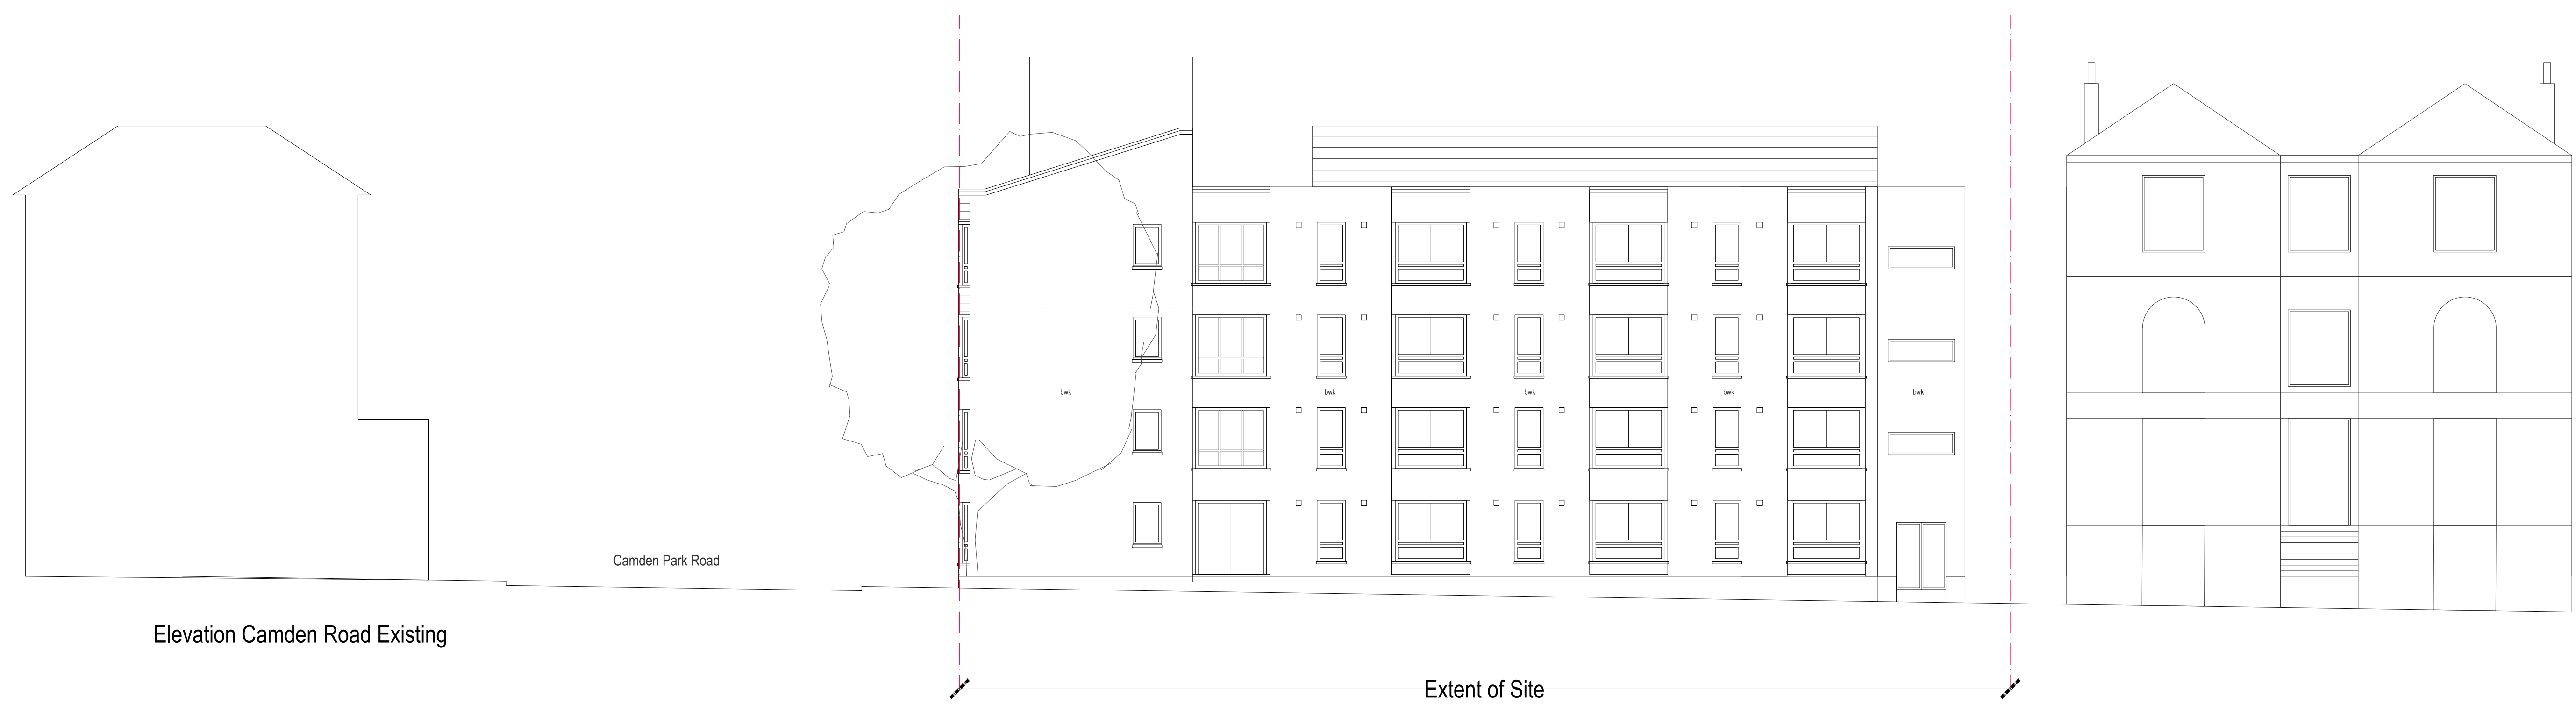 bwk
bwk
bwk
bwk
bwk
Camden Park Road
Elevation Camden Road Existing
Extent of Site